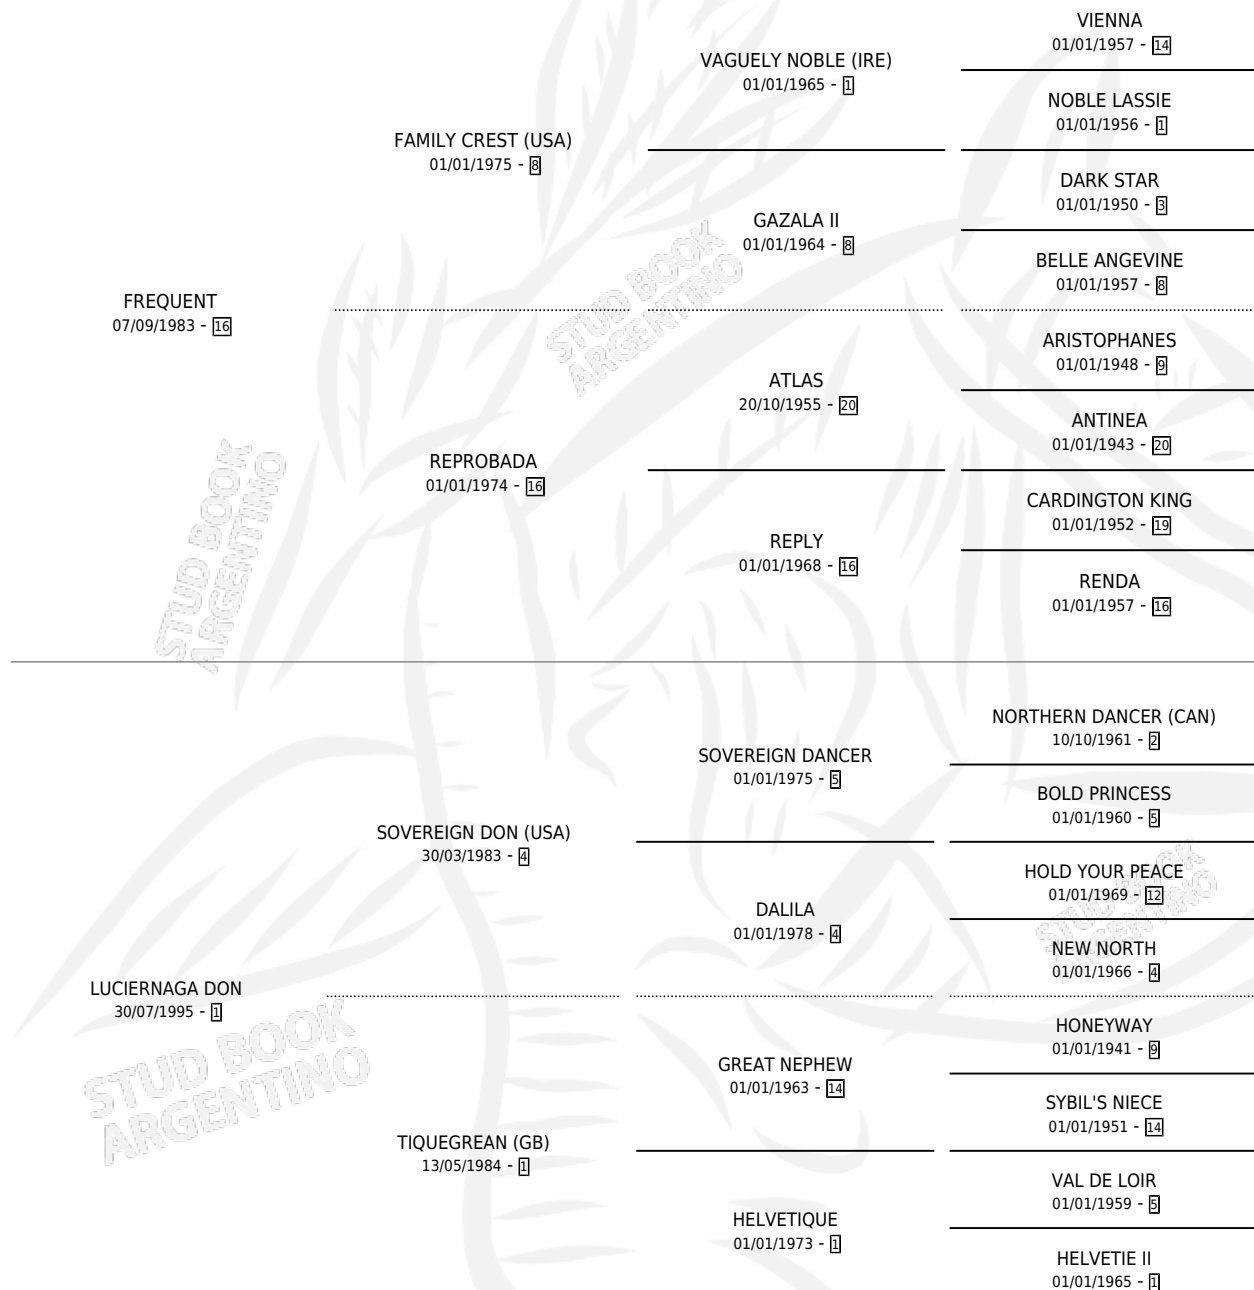 VIENNA
01/01/1957 - 14
VAGUELY NOBLE (IRE)
01/01/1965 - 1
NOBLE LASSIE
01/01/1956 - 1
FAMILY CREST (USA)
01/01/1975 - 8
DARK STAR
01/01/1950 - 3
GAZALA II
01/01/1964 - 8
BELLE ANGEVINE
01/01/1957 - 8
FREQUENT
07/09/1983 - 16
ARISTOPHANES
01/01/1948 - 9
ATLAS
20/10/1955 - 20
ANTINEA
01/01/1943 - 20
REPROBADA
01/01/1974 - 16
CARDINGTON KING
01/01/1952 - 19
REPLY
01/01/1968 - 16
RENDA
01/01/1957 - 16
STUD BOOK
ARGENTINO
STUD BOOK
ARGENTINO
NORTHERN DANCER (CAN)
10/10/1961 - 2
SOVEREIGN DANCER
01/01/1975 - 5
BOLD PRINCESS
01/01/1960 - 5
SOVEREIGN DON (USA)
30/03/1983 - 4
HOLD YOUR PEACE
01/01/1969 - 12
DALILA
01/01/1978 - 4
NEW NORTH
01/01/1966 - 4
LUCIERNAGA DON
30/07/1995 - 1
HONEYWAY
01/01/1941 - 9
GREAT NEPHEW
01/01/1963 - 14
SYBIL'S NIECE
01/01/1951 - 14
TIQUEGREAN (GB)
13/05/1984 - 1
VAL DE LOIR
01/01/1959 - 5
HELVETIQUE
01/01/1973 - 1
HELVETIE II
01/01/1965 - 1
STUD BOOK
ARGENTINO
STUD BOOK
ARGENTINO